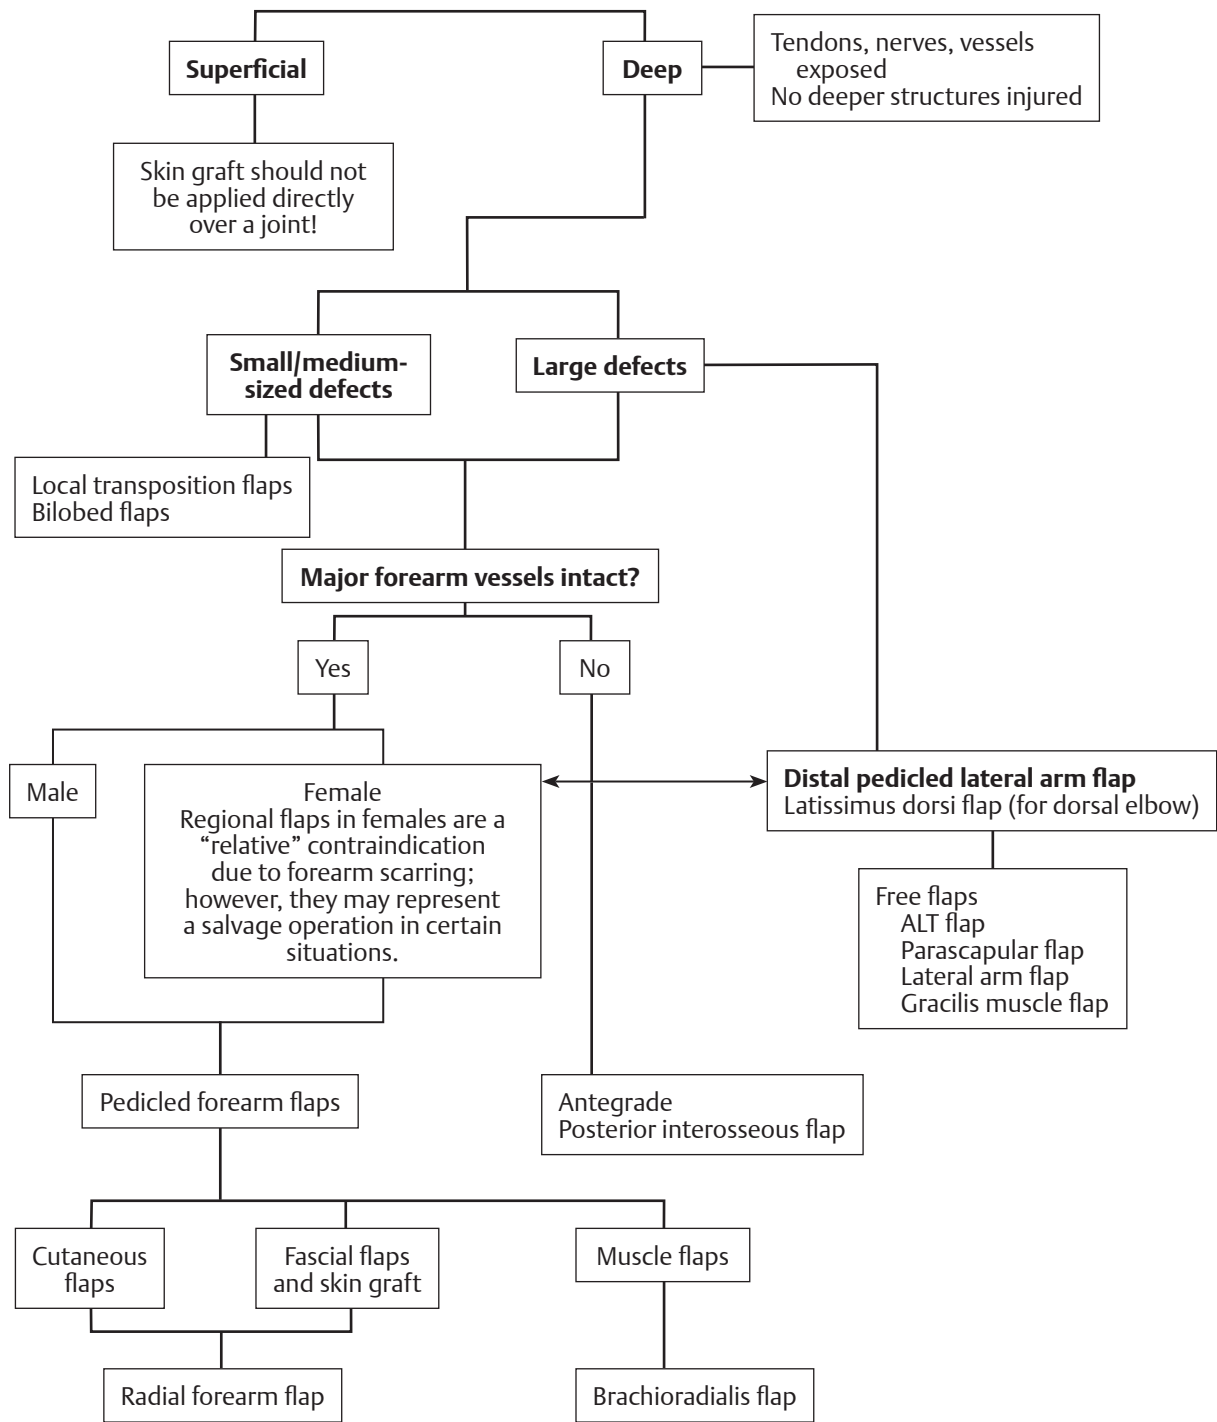 Superficial
Deep
Tendons, nerves, vessels
exposed
No deeper structures injured
Skin graft should not
be applied directly
over a joint!
Small/medium-
sized defects
Large defects
Local transposition flaps
Bilobed flaps
Major forearm vessels intact?
Yes
No
Male
Female
Regional flaps in females are a
“relative” contraindication
due to forearm scarring;
however, they may represent
a salvage operation in certain
situations.
Distal pedicled lateral arm flap
Latissimus dorsi flap (for dorsal elbow)
Free flaps
ALT flap
Parascapular flap
Lateral arm flap
Gracilis muscle flap
Pedicled forearm flaps
Antegrade
Posterior interosseous flap
Cutaneous
flaps
Fascial flaps
and skin graft
Muscle flaps
Radial forearm flap
Brachioradialis flap